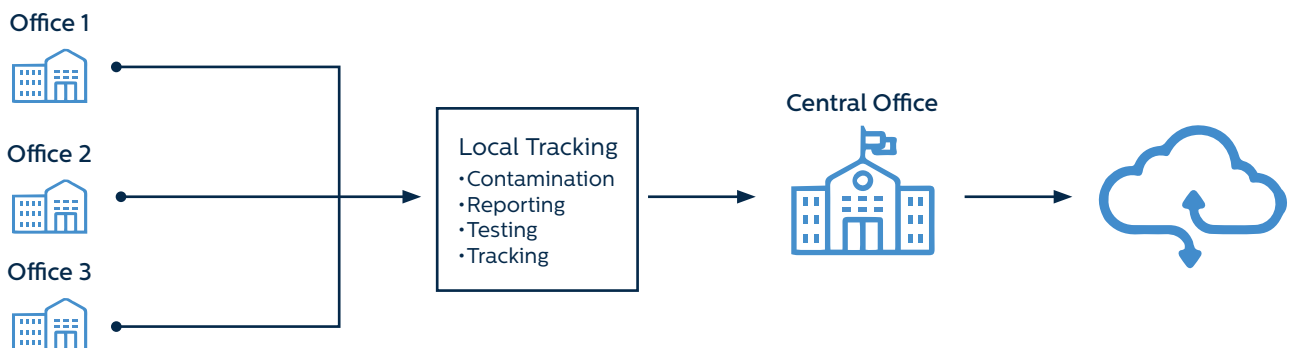 Office 1
Office 2
Office 3
Local Tracking
•Contamination
•Reporting
•Testing
•Tracking
Central Office